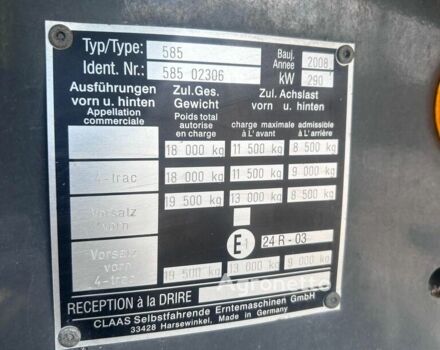 Typ/Type: 585 Bauj. Annee 2008
Ident. Nr.: 585 02306 kW 290
Ausführungen vorn u. hinten
Appellation commerciale
Zul.Ges. Gewicht
Poids total autorise en charge
Zul. Achslast vorn u. hinten
charge maximale admissible
à L'avant à L'arrière
18 000 kg 11 500 kg 8 500 kg
4-trac 18 000 kg 11 500 kg 9 000 kg
Vorsatz vorn 19 500 kg 13 000 kg 8 500 kg
E1 24 R - 03
Vorsatz vorn 4-trac 19 500 kg 13 000 kg 9 000 kg
RECEPTION à la DRIRE
CLAAS Selbstfahrende Erntemaschinen GmbH
33428 Harsewinkel, Made in Germany
Agronetto